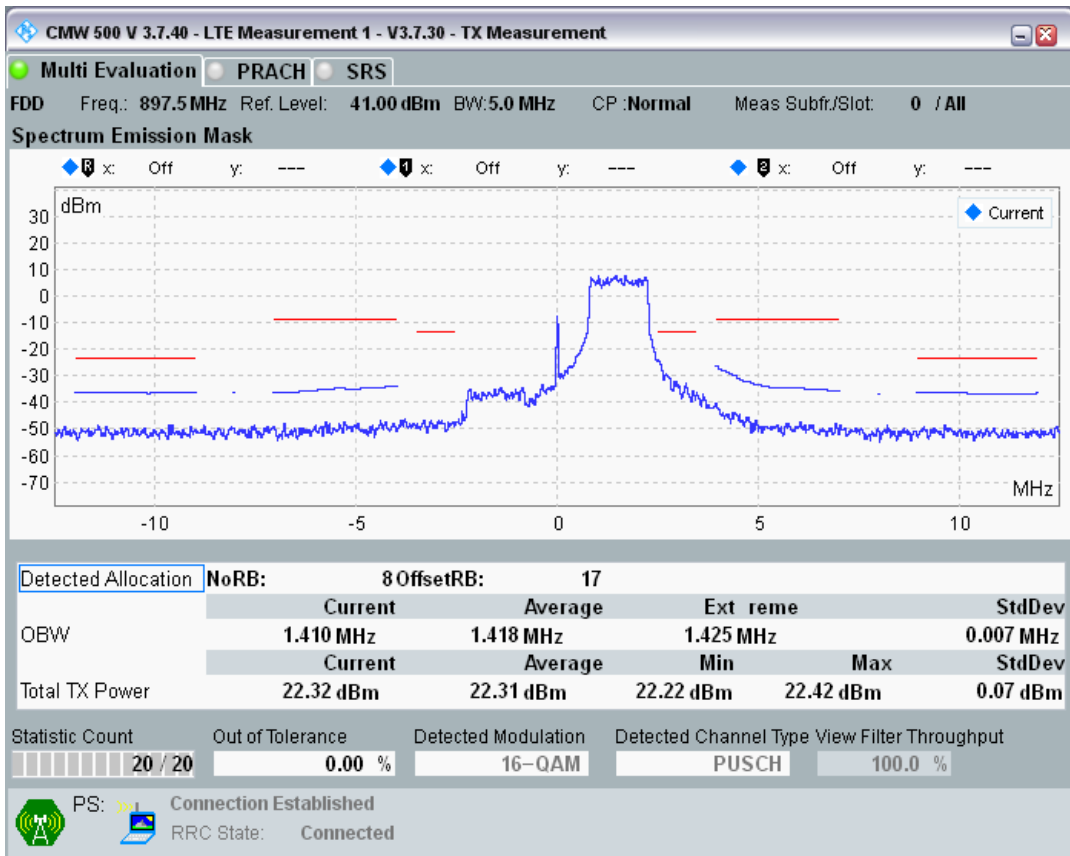 CMW 500 V 3.7.40 - LTE Measurement 1 - V3.7.30 - TX Measurement
Multi Evaluation PRACH SRS
FDD Freq.: 897.5 MHz Ref. Level: 41.00 dBm BW:5.0 MHz CP :Normal Meas Subfr./Slot: 0 / All
Spectrum Emission Mask
R x: Off y: --- 1 x: Off y: --- 2 x: Off y: ---
dBm
Current
30
20
10
0
-10
-20
-30
-40
-50
-60
-70
MHz
-10 -5 0 5 10
Detected Allocation NoRB: 8 OffsetRB: 17
Current Average Ext reme StdDev
OBW 1.410 MHz 1.418 MHz 1.425 MHz 0.007 MHz
Current Average Min Max StdDev
Total TX Power 22.32 dBm 22.31 dBm 22.22 dBm 22.42 dBm 0.07 dBm
Statistic Count Out of Tolerance Detected Modulation Detected Channel Type View Filter Throughput
20 / 20 0.00 % 16-QAM PUSCH 100.0 %
PS: Connection Established
RRC State: Connected